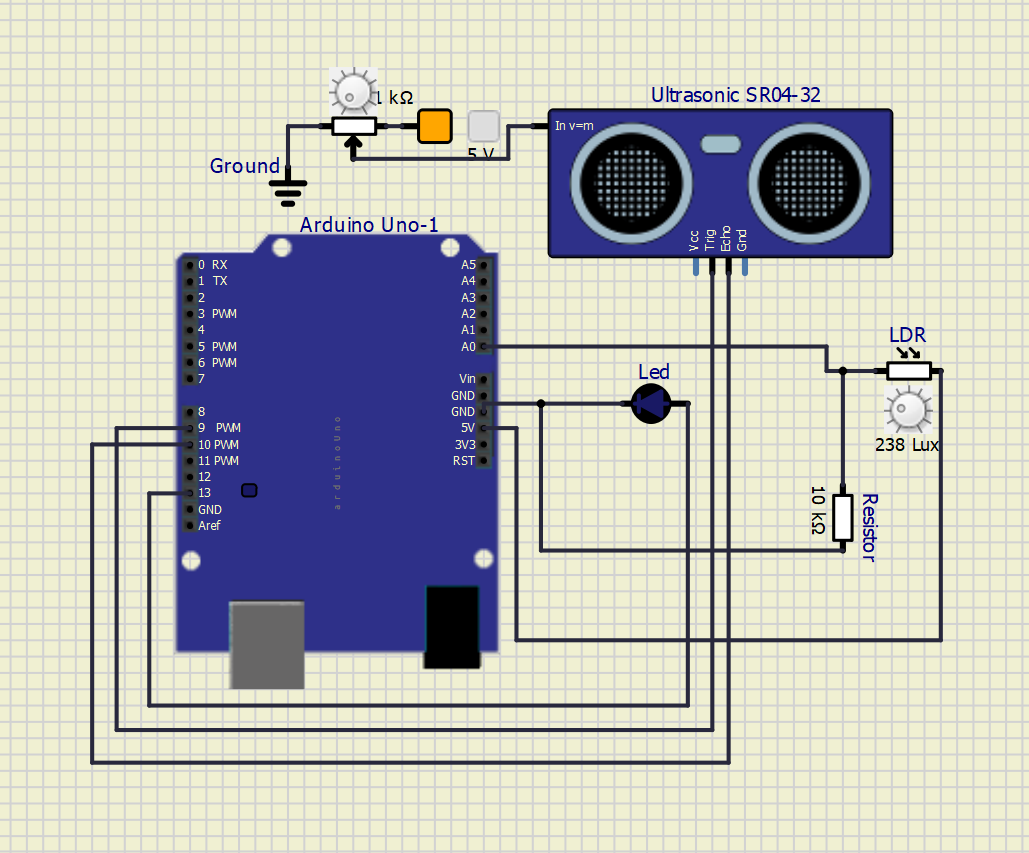 1 kΩ
Ultrasonic SR04-32
In v=m
5 V
Ground
Vcc
Trig
Echo
Gnd
Arduino Uno-1
0 RX
1 TX
2
3 PWM
4
5 PWM
6 PWM
7
8
9 PWM
10 PWM
11 PWM
12
13
GND
Aref
A5
A4
A3
A2
A1
A0
Vin
GND
GND
5V
3V3
RST
arduinoUno
Led
LDR
238 Lux
10 kΩ
Resistor